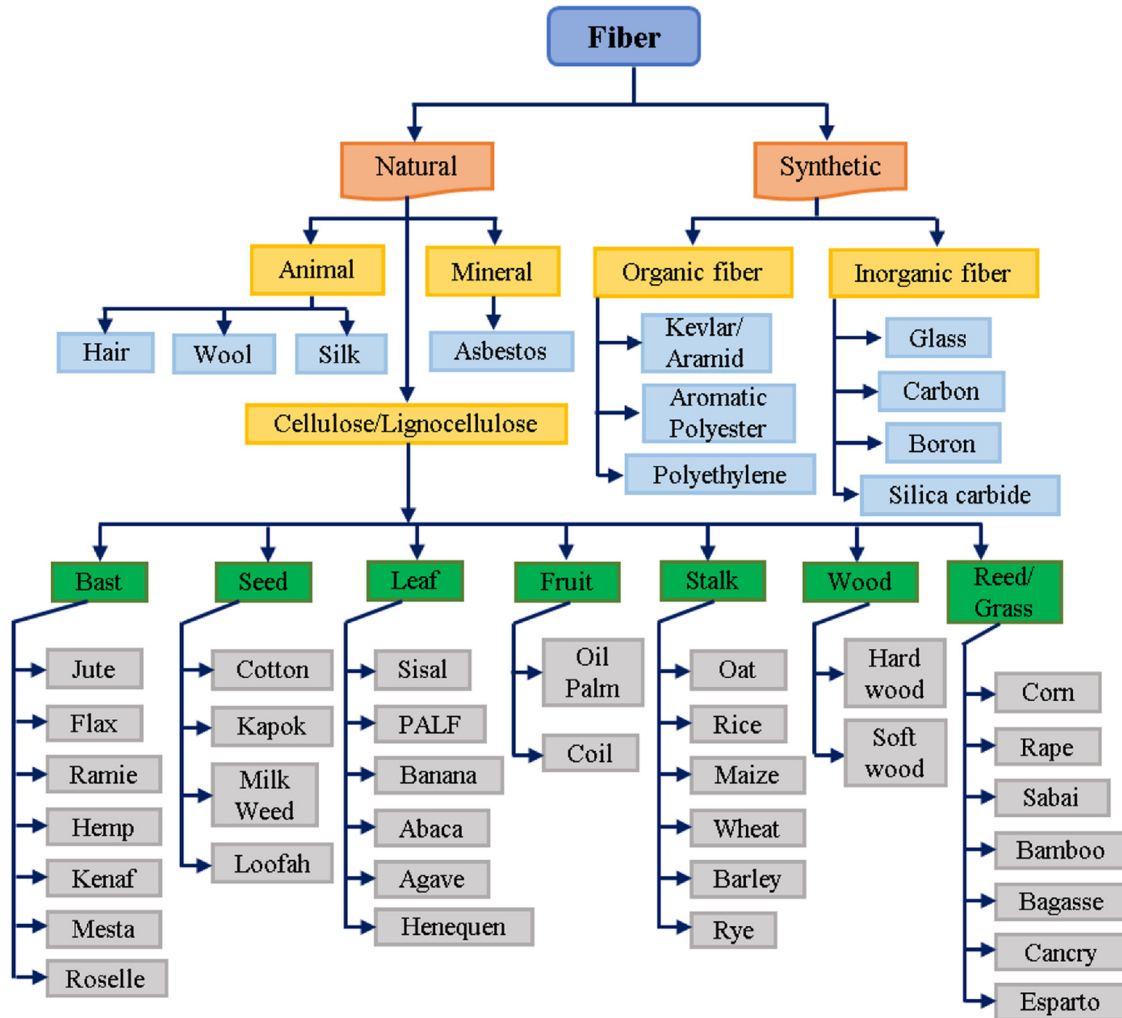 Fiber
Natural
Synthetic
Animal
Mineral
Organic fiber
Inorganic fiber
Hair
Wool
Silk
Asbestos
Kevlar/
Aramid
Aromatic
Polyester
Polyethylene
Glass
Carbon
Boron
Silica carbide
Cellulose/Lignocellulose
Bast
Seed
Leaf
Fruit
Stalk
Wood
Reed/
Grass
Jute
Flax
Ramie
Hemp
Kenaf
Mesta
Roselle
Cotton
Kapok
Milk
Weed
Loofah
Sisal
PALF
Banana
Abaca
Agave
Henequen
Oil
Palm
Coil
Oat
Rice
Maize
Wheat
Barley
Rye
Hard
wood
Soft
wood
Corn
Rape
Sabai
Bamboo
Bagasse
Cancry
Esparto